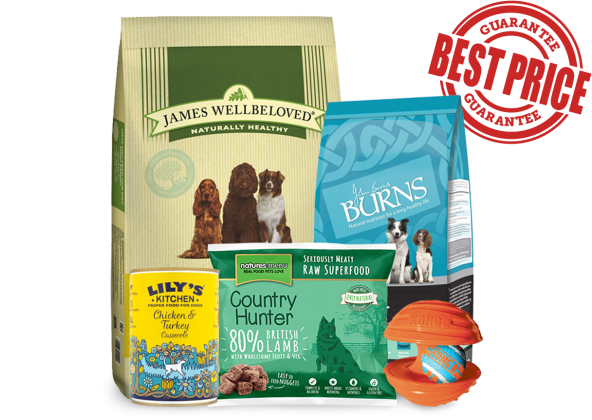 GUARANTEE
BEST PRICE
GUARANTEE
JAMES WELLBELOVED
NATURALLY HEALTHY
BURNS
Natural nutrition for a long healthy life
natures:menu
REAL FOOD PETS LOVE
SERIOUSLY MEATY
RAW SUPERFOOD
Country
Hunter
80% BRITISH
LAMB
WITH WHOLESOME FRUIT & VEG
EASY TO
FEED NUGGETS
LILY'S
KITCHEN
PROPER FOOD FOR DOGS
Chicken &
Turkey
Casserole